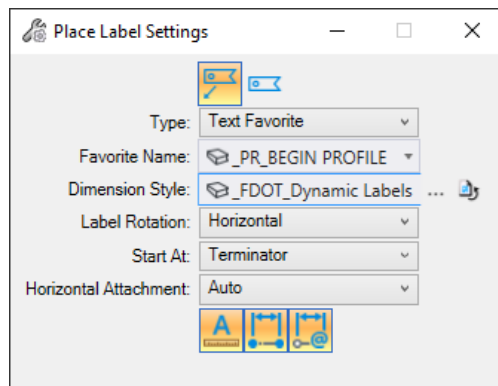 Place Label Settings
Type: Text Favorite
Favorite Name: _PR_BEGIN PROFILE
Dimension Style: _FDOT_Dynamic Labels ...
Label Rotation: Horizontal
Start At: Terminator
Horizontal Attachment: Auto
A @